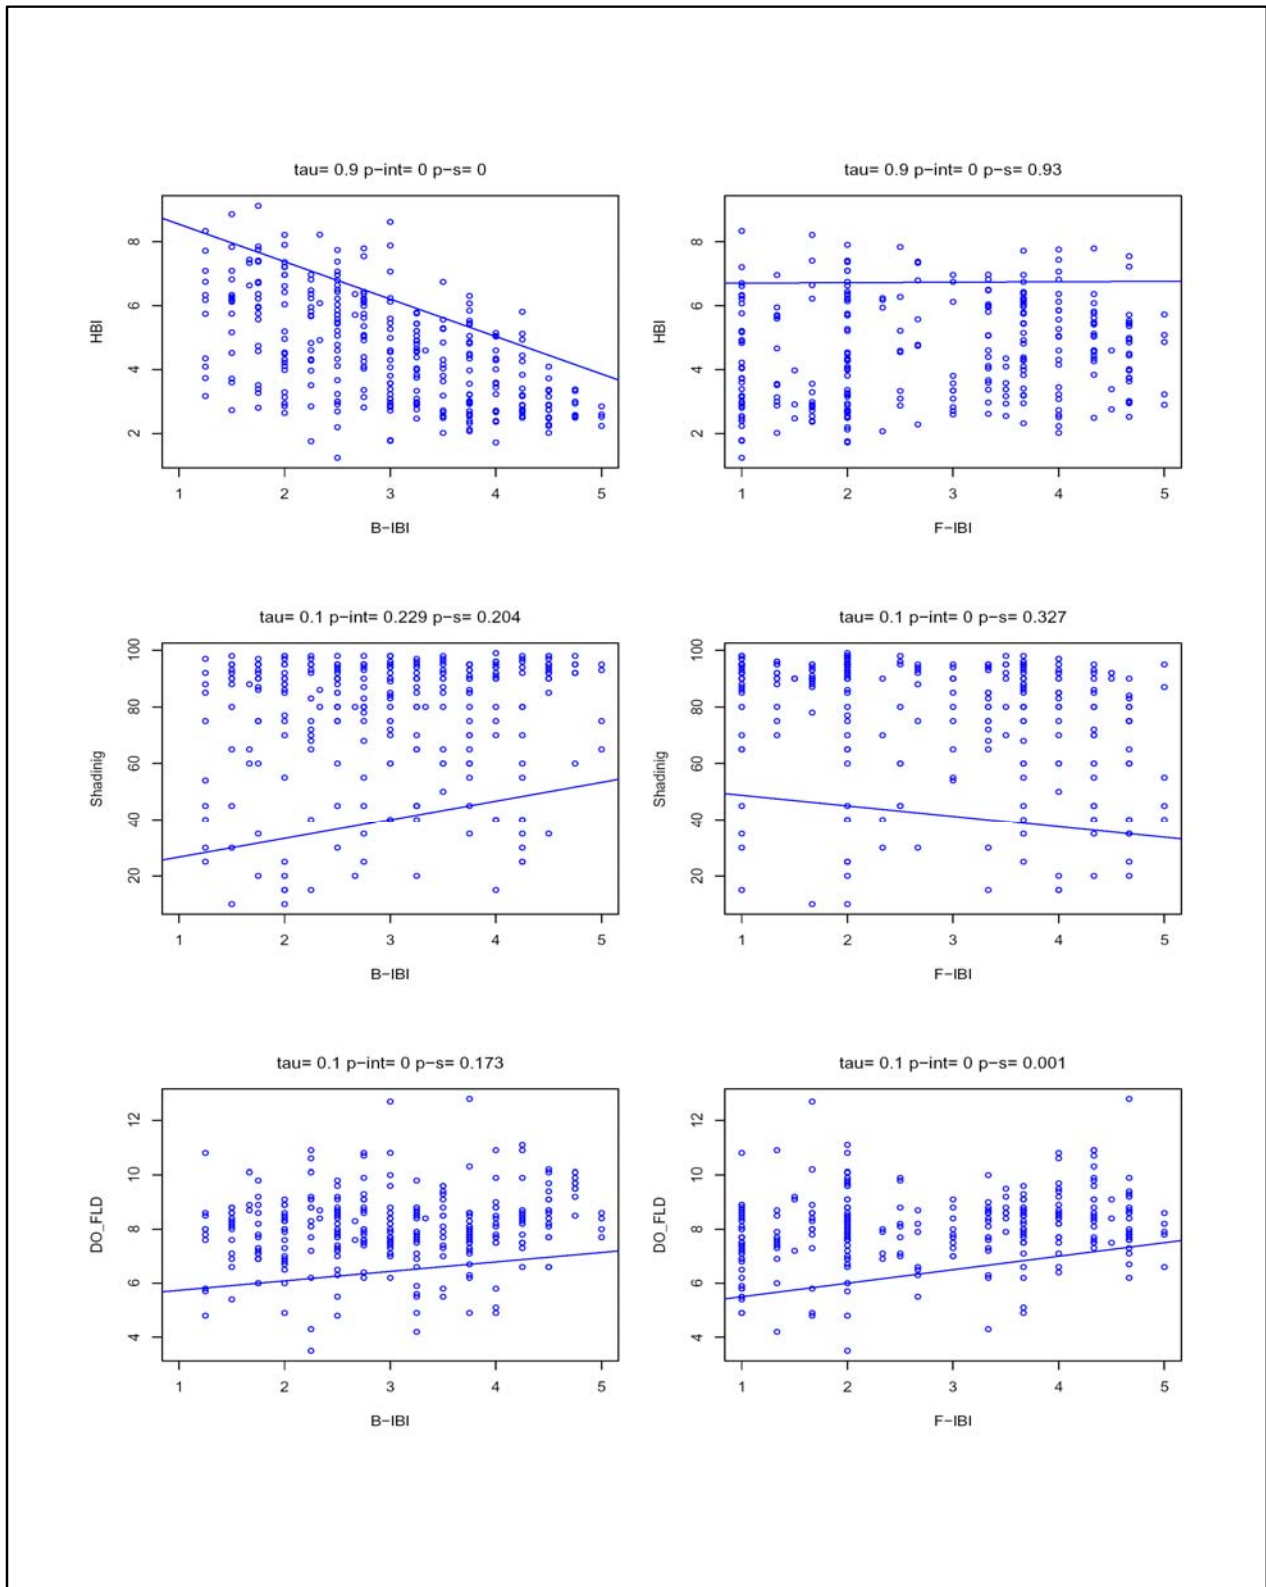 tau= 0.9 p−int= 0 p−s= 0
8
6
4
2
HBI
1 2 3 4 5
B−IBI
tau= 0.9 p−int= 0 p−s= 0.93
8
6
4
2
HBI
1 2 3 4 5
F−IBI
tau= 0.1 p−int= 0.229 p−s= 0.204
100
80
60
40
20
Shadinig
1 2 3 4 5
B−IBI
tau= 0.1 p−int= 0 p−s= 0.327
100
80
60
40
20
Shadinig
1 2 3 4 5
F−IBI
tau= 0.1 p−int= 0 p−s= 0.173
12
10
8
6
4
DO_FLD
1 2 3 4 5
B−IBI
tau= 0.1 p−int= 0 p−s= 0.001
12
10
8
6
4
DO_FLD
1 2 3 4 5
F−IBI